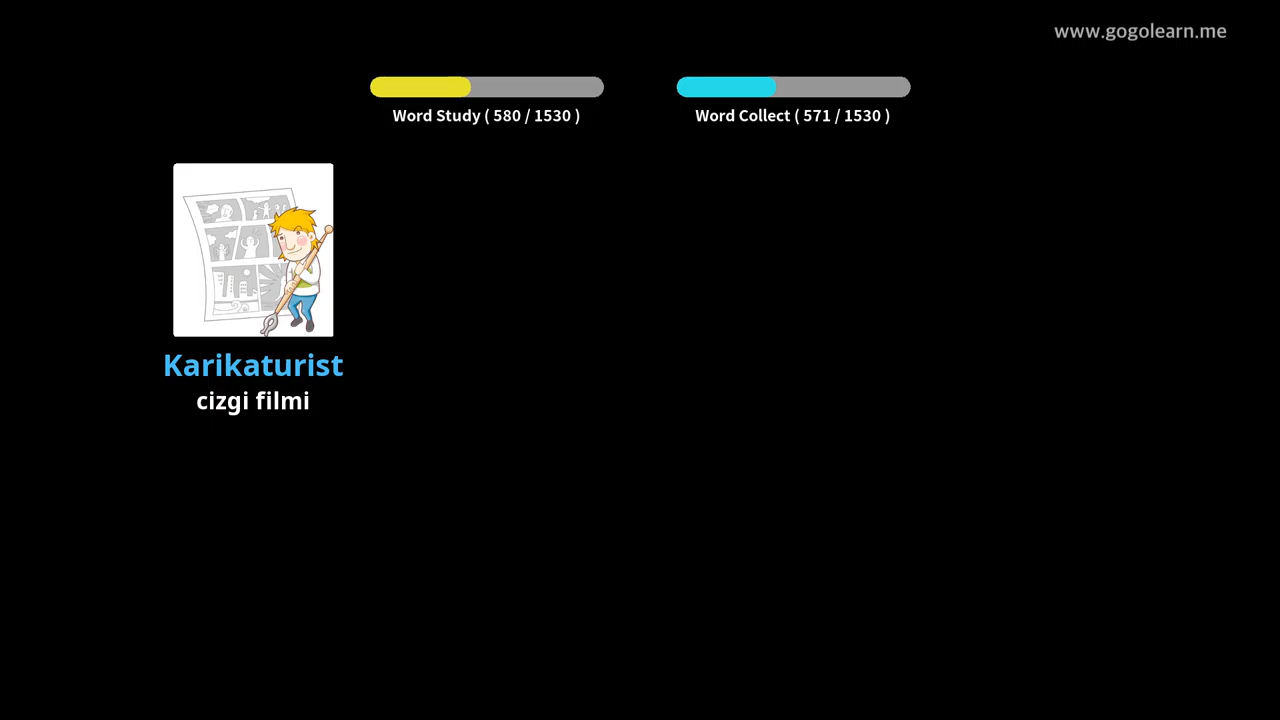 www.gogolearn.me
Word Study ( 580 / 1530 )
Word Collect ( 571 / 1530 )
Karikaturist
cizgi filmi